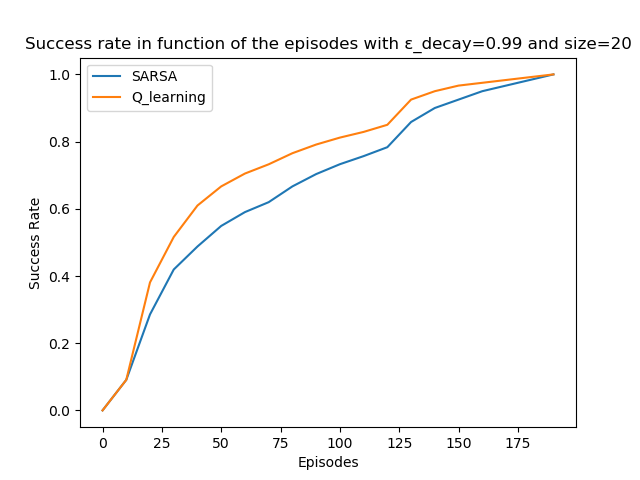 Success rate in function of the episodes with ε_decay=0.99 and size=20
SARSA
Q_learning
1.0
0.8
0.6
0.4
0.2
0.0
Success Rate
0 25 50 75 100 125 150 175
Episodes